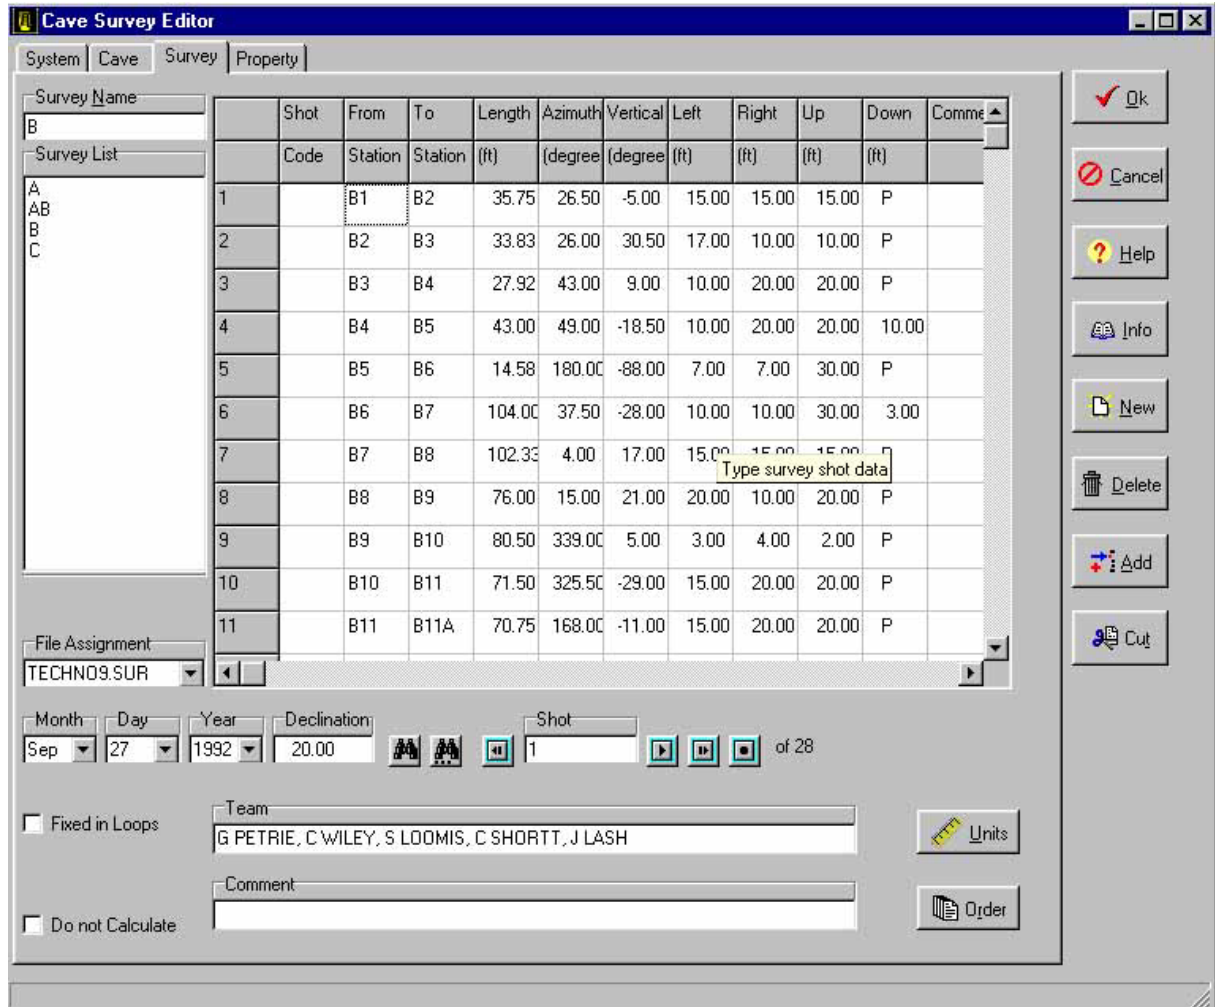 Cave Survey Editor
System Cave Survey Property
Survey Name
B
Survey List
A
AB
B
C
File Assignment
TECHNO9.SUR
Shot From To Length Azimuth Vertical Left Right Up Down Comme
Code Station Station (ft) (degree (degree (ft) (ft) (ft) (ft)
1 B1 B2 35.75 26.50 -5.00 15.00 15.00 15.00 P
2 B2 B3 33.83 26.00 30.50 17.00 10.00 10.00 P
3 B3 B4 27.92 43.00 9.00 10.00 20.00 20.00 P
4 B4 B5 43.00 49.00 -18.50 10.00 20.00 20.00 10.00
5 B5 B6 14.58 180.00 -88.00 7.00 7.00 30.00 P
6 B6 B7 104.00 37.50 -28.00 10.00 10.00 30.00 3.00
7 B7 B8 102.33 4.00 17.00
Type survey shot data
8 B8 B9 76.00 15.00 21.00 20.00 10.00 20.00 P
9 B9 B10 80.50 339.00 5.00 3.00 4.00 2.00 P
10 B10 B11 71.50 325.50 -29.00 15.00 20.00 20.00 P
11 B11 B11A 70.75 168.00 -11.00 15.00 20.00 20.00 P
Ok
Cancel
Help
Info
New
Delete
Add
Cut
Month Day Year Declination Shot
Sep 27 1992 20.00 1 of 28
Fixed in Loops
Team
G PETRIE, C WILEY, S LOOMIS, C SHORTT, J LASH
Units
Do not Calculate
Comment
Order